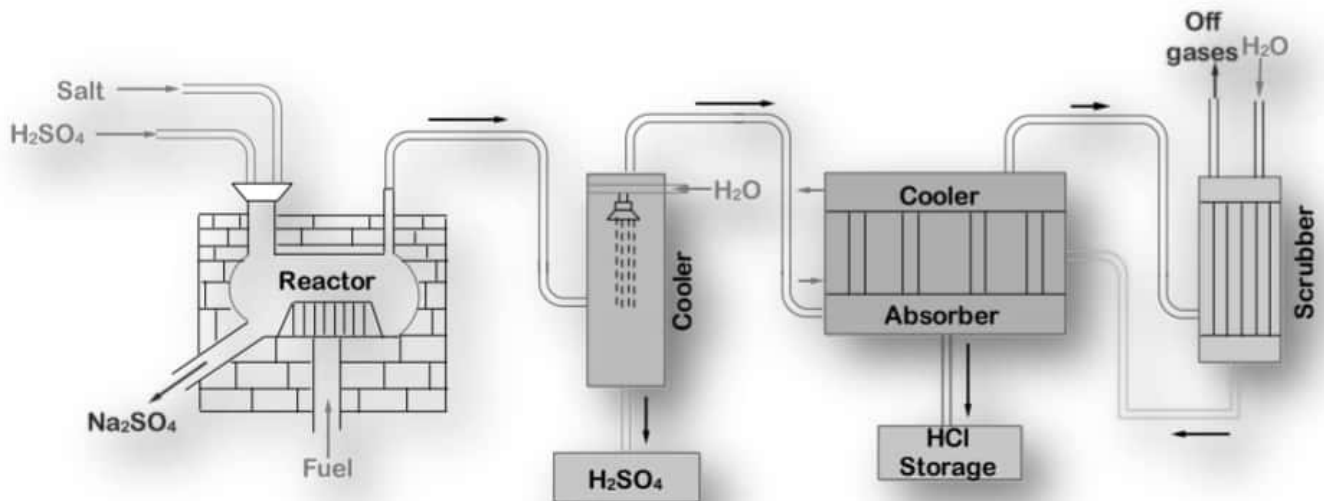 Off
gases
H₂O
Salt
H₂SO₄
H₂O
Cooler
Reactor
Cooler
Scrubber
Absorber
Na₂SO₄
Fuel
H₂SO₄
HCl
Storage